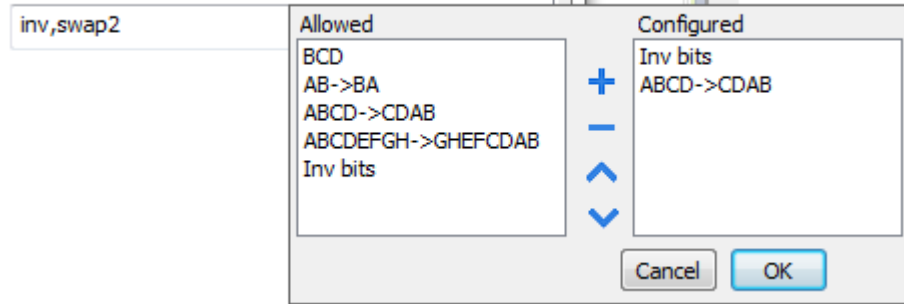 inv,swap2
Allowed
BCD
AB->BA
ABCD->CDAB
ABCDEFGH->GHEFCDAB
Inv bits
Configured
Inv bits
ABCD->CDAB
Cancel
OK